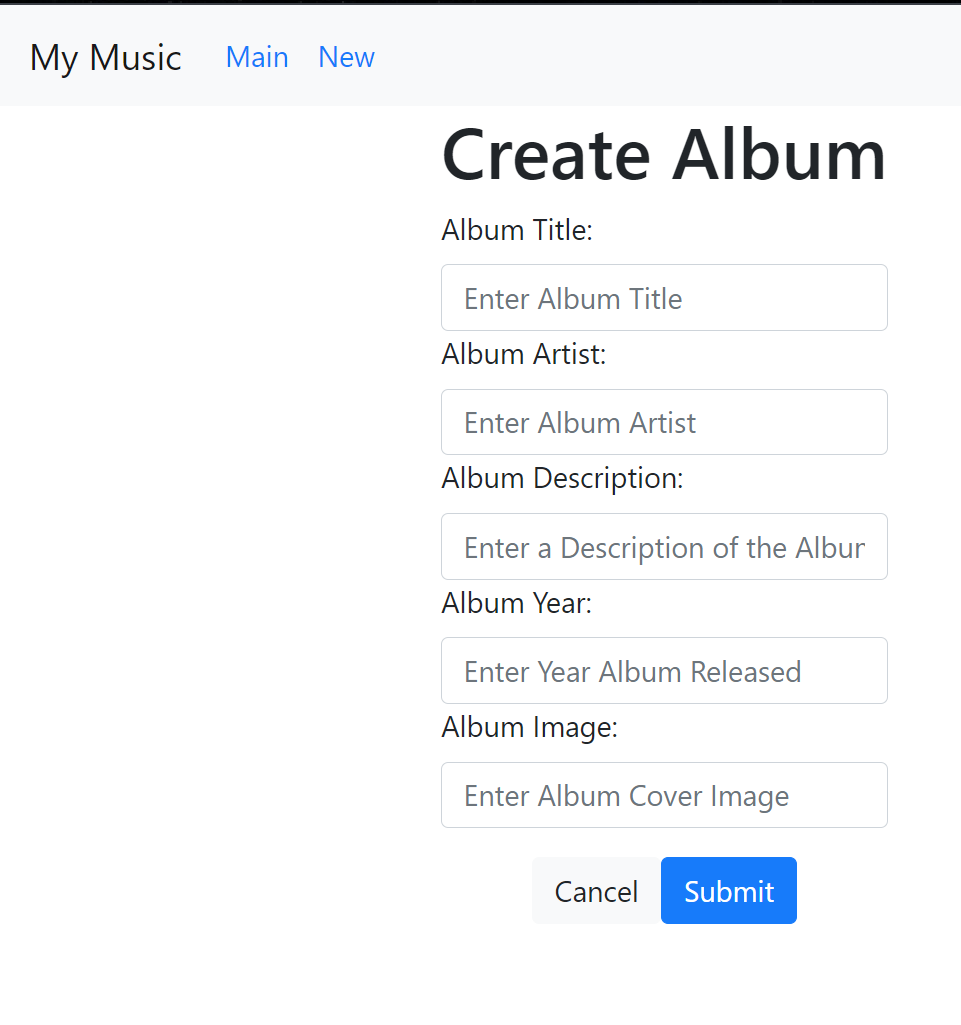 My Music Main New
Create Album
Album Title:
Enter Album Title
Album Artist:
Enter Album Artist
Album Description:
Enter a Description of the Albur
Album Year:
Enter Year Album Released
Album Image:
Enter Album Cover Image
Cancel Submit